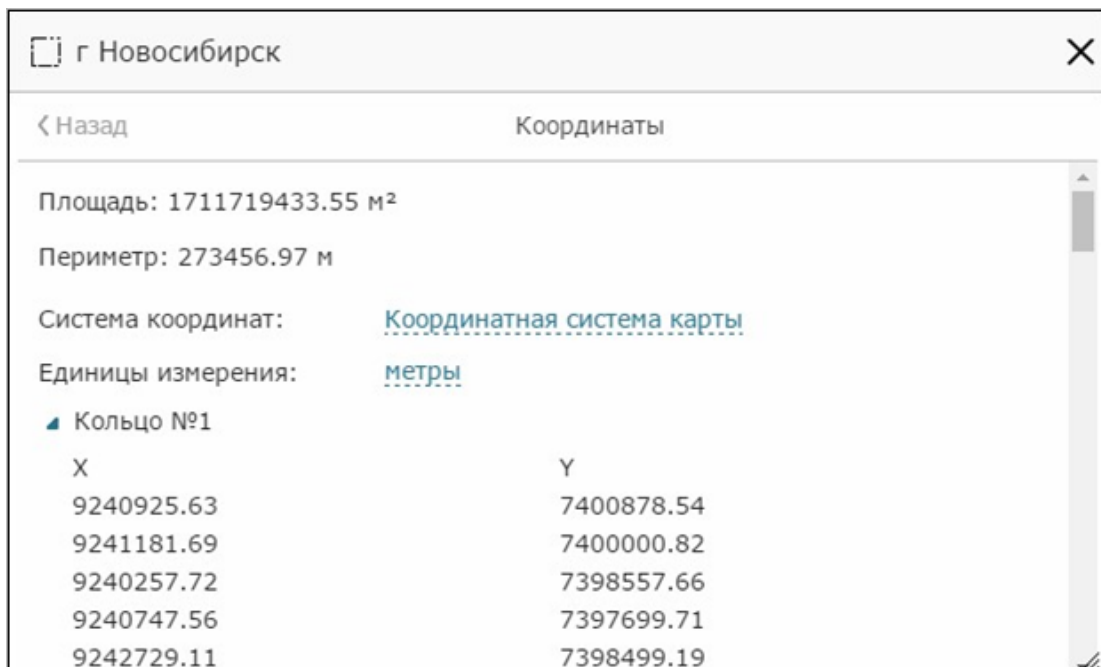 г Новосибирск
Назад Координаты
Площадь: 1711719433.55 м²
Периметр: 273456.97 м
Система координат: Координатная система карты
Единицы измерения: метры
Кольцо №1
X Y
9240925.63 7400878.54
9241181.69 7400000.82
9240257.72 7398557.66
9240747.56 7397699.71
9242729.11 7398499.19